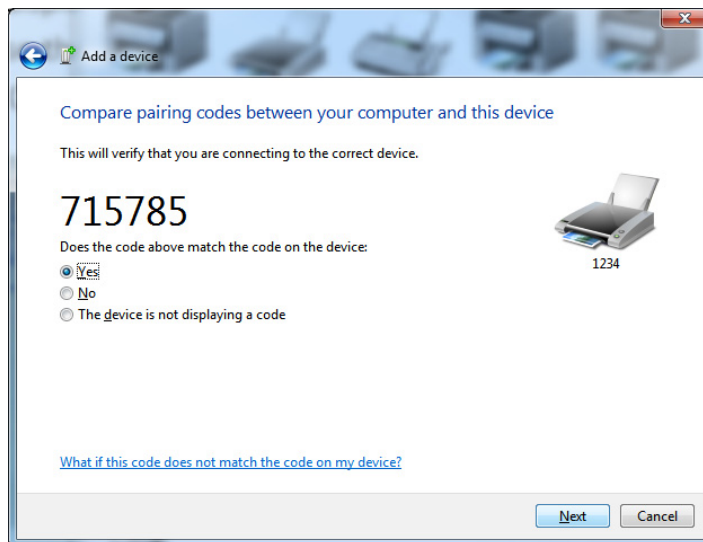 Add a device
Compare pairing codes between your computer and this device
This will verify that you are connecting to the correct device.
715785
Does the code above match the code on the device:
Yes
No
The device is not displaying a code
1234
What if this code does not match the code on my device?
Next
Cancel